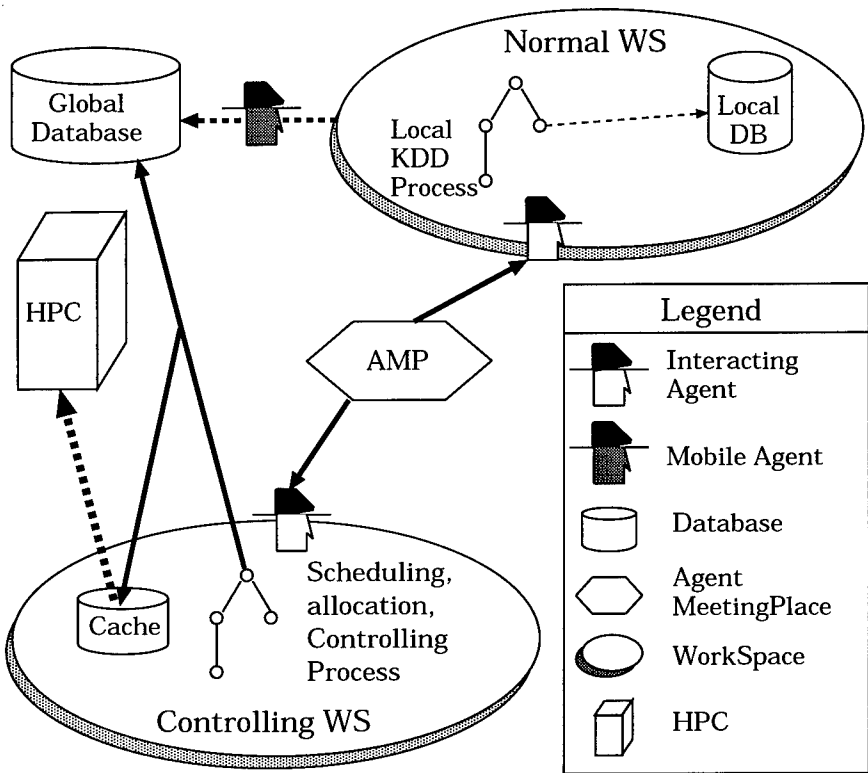 Normal WS
Global
Database
Local
KDD
Process
Local
DB
HPC
AMP
Legend
Interacting
Agent
Mobile Agent
Database
Agent
MeetingPlace
WorkSpace
HPC
Scheduling,
allocation,
Controlling
Process
Cache
Controlling WS